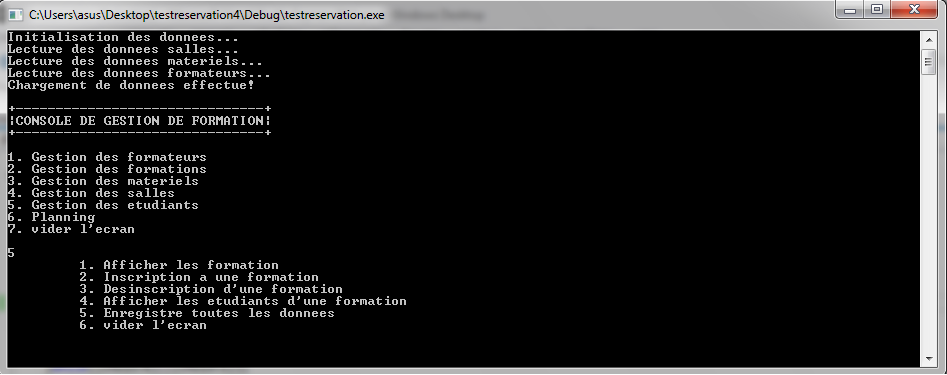 C:\Users\asus\Desktop\testreservation4\Debug\testreservation.exe
Initialisation des donnees...
Lecture des donnees salles...
Lecture des donnees materiels...
Lecture des donnees formateurs...
Chargement de donnees effectue!
+-------------------------------+
¦CONSOLE DE GESTION DE FORMATION¦
+-------------------------------+
1. Gestion des formateurs
2. Gestion des formations
3. Gestion des materiels
4. Gestion des salles
5. Gestion des etudiants
6. Planning
7. vider l'ecran
5
1. Afficher les formation
2. Inscription a une formation
3. Desinscription d'une formation
4. Afficher les etudiants d'une formation
5. Enregistre toutes les donnees
6. vider l'ecran